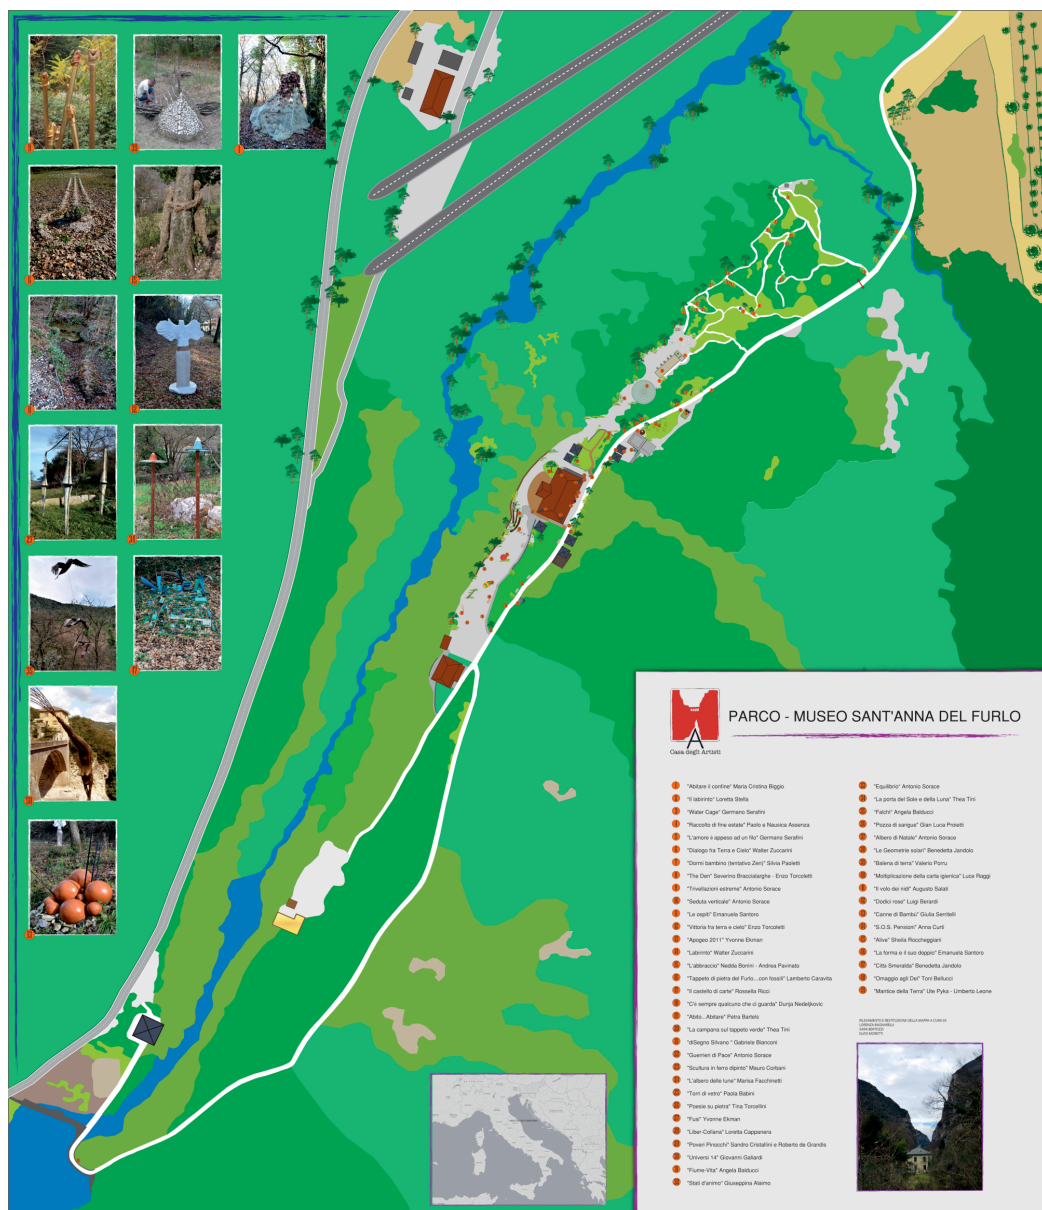 PARCO - MUSEO SANT'ANNA DEL FURLO
Casa degli Artisti
"Abitare il confine" Maria Cristina Biggio
"Il labirinto" Loretta Stella
"Water Cage" Germano Serafini
"Raccolto di fine estate" Paolo e Nausica Assenza
"L'amore è appeso ad un filo" Germano Serafini
"Dialogo fra Terra e Cielo" Walter Zuccarini
"Dormi bambino (tentativo Zen)" Silvia Paoletti
"The Den" Severino Braccialarghe - Enzo Torcoletti
"Trivellazioni estreme" Antonio Sorace
"Seduta verticale" Antonio Sorace
"Le ospiti" Emanuela Santoro
"Vittoria fra terra e cielo" Enzo Torcoletti
"Apogeo 2011" Yvonne Ekman
"Labirinto" Walter Zuccarini
"L'abbraccio" Nedda Bonini - Andrea Pavinato
"Tappeto di pietra del Furlo...con fossili" Lamberto Caravita
"Il castello di carte" Rossella Ricci
"C'è sempre qualcuno che ci guarda" Dunja Nedeljkovic
"Abito...Abitare" Petra Bartels
"La campana sul tappeto verde" Thea Tini
"diSegno Silvano " Gabriele Bianconi
"Guerrieri di Pace" Antonio Sorace
"Scultura in ferro dipinto" Mauro Corbani
"L'albero delle lune" Marisa Facchinetti
"Torri di vetro" Paola Babini
"Poesie su pietra" Tina Torcellini
"Fusi" Yvonne Ekman
"Liber-Collana" Loretta Cappanera
"Poveri Pinocchi" Sandro Cristallini e Roberto de Grandis
"Universi 14" Giovanni Galiardi
"Fiume-Vita" Angela Balducci
"Stati d'animo" Giuseppina Alaimo
"Equilibrio" Antonio Sorace
"La porta del Sole e della Luna" Thea Tini
"Falchi" Angela Balducci
"Pozza di sangue" Gian Luca Proietti
"Albero di Natale" Antonio Sorace
"Le Geometrie solari" Benedetta Jandolo
"Balena di terra" Valerio Porru
"Moltiplicazione della carta igienica" Luce Raggi
"Il volo dei nidi" Augusto Salati
"Dodici rose" Luigi Berardi
"Canne di Bambù" Giulia Serritelli
"S.O.S. Pensioni" Anna Curti
"Aliva" Sheila Rocchegiani
"La forma e il suo doppio" Emanuela Santoro
"Città Smeralda" Benedetta Jandolo
"Omaggio agli Dei" Toni Bellucci
"Mantice della Terra" Ute Pyka - Umberto Leone
RILEVAMENTO E RESTITUZIONE DELLA MAPPA A CURA DI: